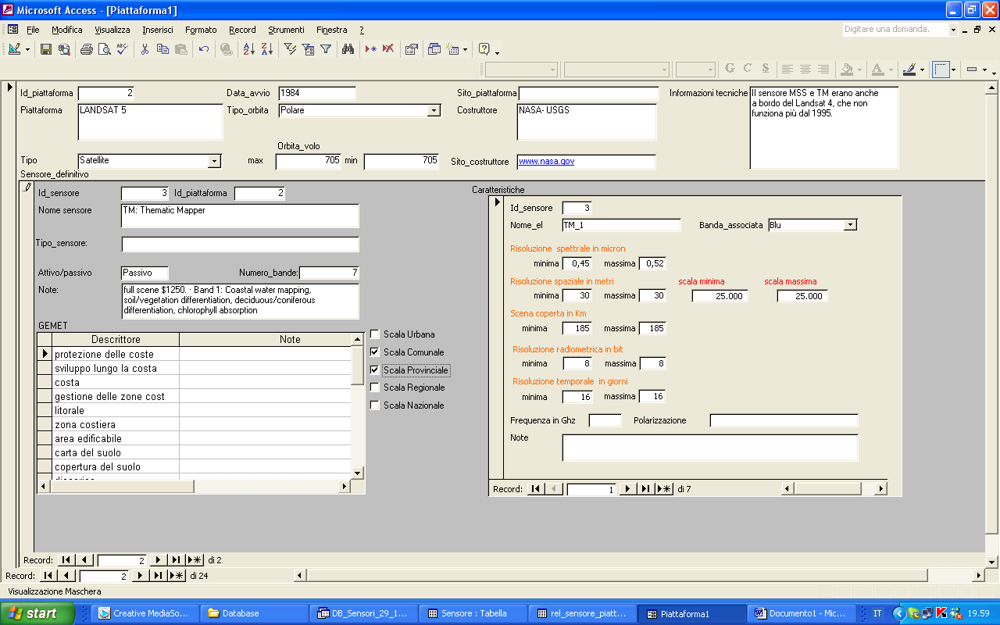 Microsoft Access - [Piattaforma1]
File Modifica Visualizza Inserisci Formato Record Strumenti Finestra ?
Digitare una domanda.
G C S
Id_piattaforma 2
Data_avvio 1984
Sito_piattaforma
Informazioni tecniche
Il sensore MSS e TM erano anche
a bordo del Landsat 4, che non
funziona più dal 1995.
Piattaforma LANDSAT 5
Tipo_orbita Polare
Costruttore NASA- USGS
Orbita_volo
Tipo Satellite
max 705 min 705
Sito_costruttore www.nasa.gov
Sensore_definitivo
Id_sensore 3 Id_piattaforma 2
Nome sensore TM: Thematic Mapper
Tipo_sensore:
Attivo/passivo Passivo Numero_bande: 7
Note:
full scene $1250. · Band 1: Coastal water mapping,
soil/vegetation differentiation, deciduous/coniferous
differentiation, chlorophyll absorption
GEMET
Descrittore Note
protezione delle coste
sviluppo lungo la costa
costa
gestione delle zone cost
litorale
zona costiera
area edificabile
carta del suolo
copertura del suolo
Scala Urbana
Scala Comunale
Scala Provinciale
Scala Regionale
Scala Nazionale
Caratteristiche
Id_sensore 3
Nome_el TM_1 Banda_associata Blu
Risoluzione spettrale in micron
minima 0,45 massima 0,52
Risoluzione spaziale in metri scala minima scala massima
minima 30 massima 30 25.000 25.000
Scena coperta in Km
minima 185 massima 185
Risoluzione radiometrica in bit
minima 8 massima 8
Risoluzione temporale in giorni
minima 16 massima 16
Frequenza in Ghz Polarizzazione
Note
Record: 1 di 7
Record: 2 di 2
Record: 2 di 24
Visualizzazione Maschera
start Creative MediaSo... Database DB_Sensori_29_1... Sensore : Tabella rel_sensore_piatt... Piattaforma1 Documento1 - Mic... IT 19.59